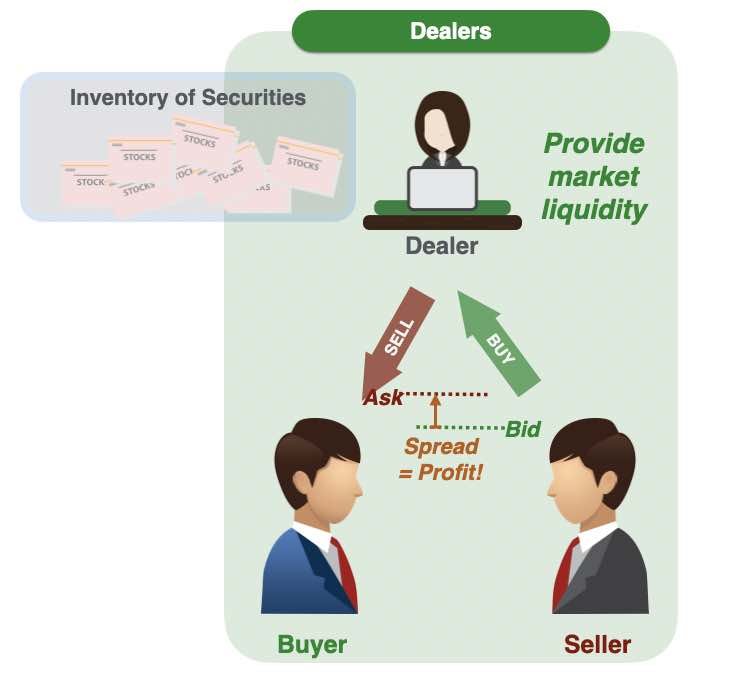 Dealers
Inventory of Securities
STOCKS
STOCKS
STOCKS
STOCKS
Provide
market
liquidity
Dealer
SELL
BUY
Ask
Bid
Spread
= Profit!
Buyer
Seller